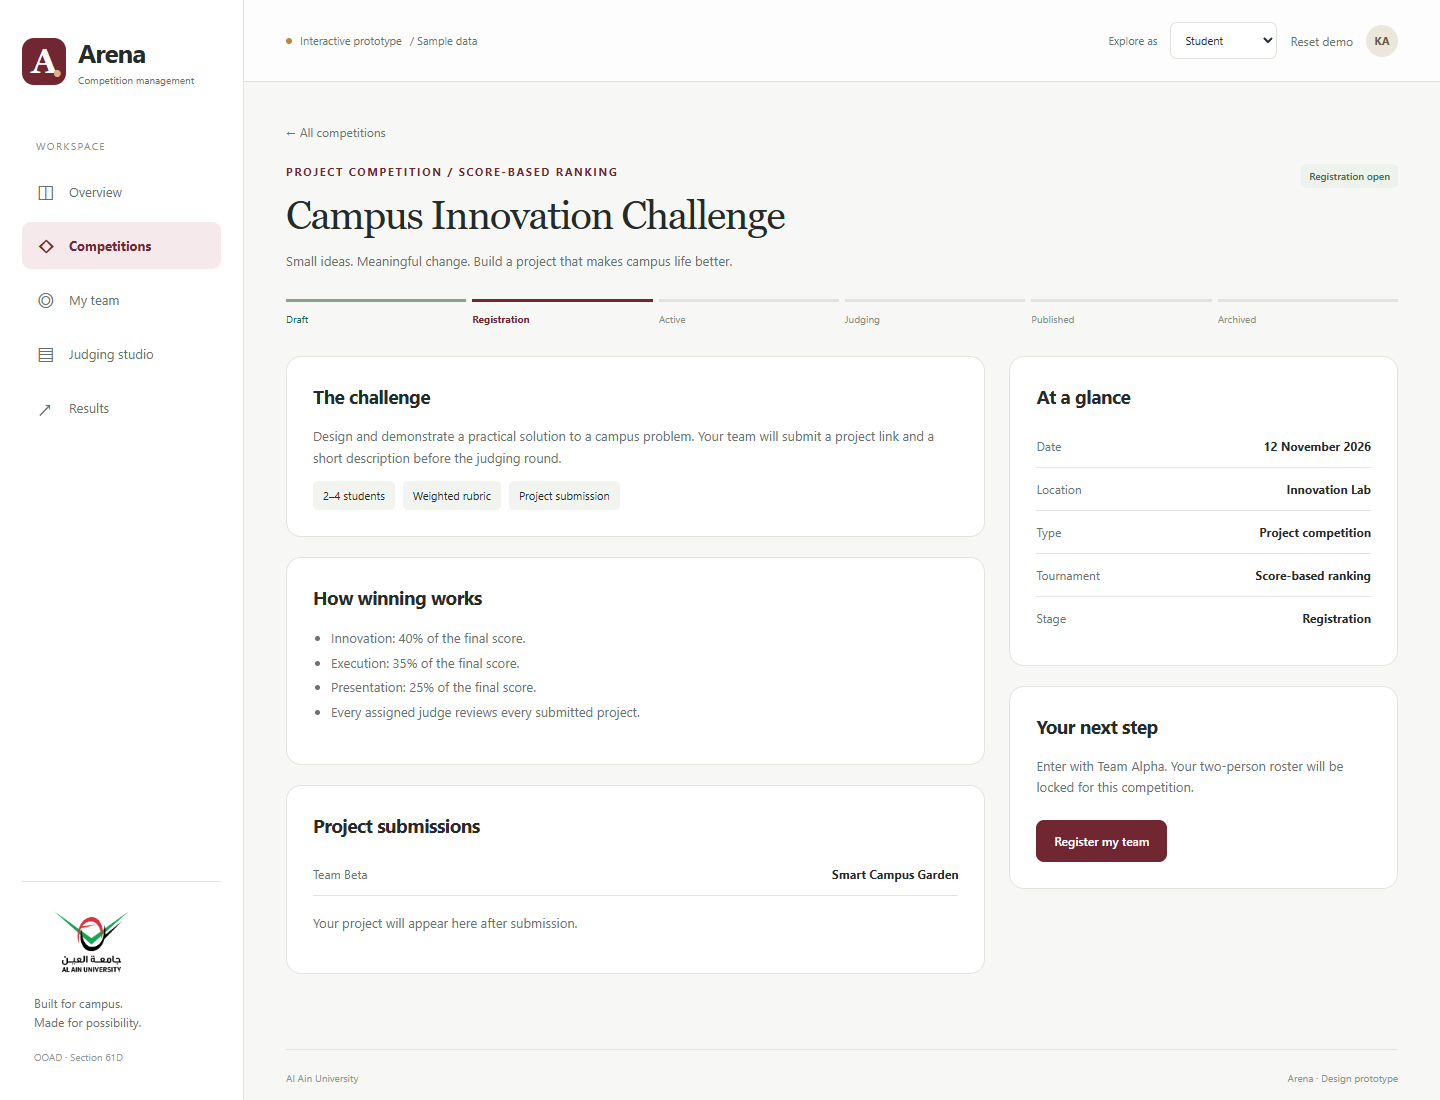 A
Arena
Competition management
WORKSPACE
Overview
Competitions
My team
Judging studio
Results
جامعة العين
AL AIN UNIVERSITY
Built for campus.
Made for possibility.
OOAD · Section 61D
Interactive prototype / Sample data
Explore as
Student
Reset demo
KA
← All competitions
PROJECT COMPETITION / SCORE-BASED RANKING
Registration open
Campus Innovation Challenge
Small ideas. Meaningful change. Build a project that makes campus life better.
Draft
Registration
Active
Judging
Published
Archived
The challenge
Design and demonstrate a practical solution to a campus problem. Your team will submit a project link and a
short description before the judging round.
2–4 students
Weighted rubric
Project submission
How winning works
• Innovation: 40% of the final score.
• Execution: 35% of the final score.
• Presentation: 25% of the final score.
• Every assigned judge reviews every submitted project.
Project submissions
Team Beta Smart Campus Garden
Your project will appear here after submission.
At a glance
Date 12 November 2026
Location Innovation Lab
Type Project competition
Tournament Score-based ranking
Stage Registration
Your next step
Enter with Team Alpha. Your two-person roster will be
locked for this competition.
Register my team
Al Ain University
Arena · Design prototype